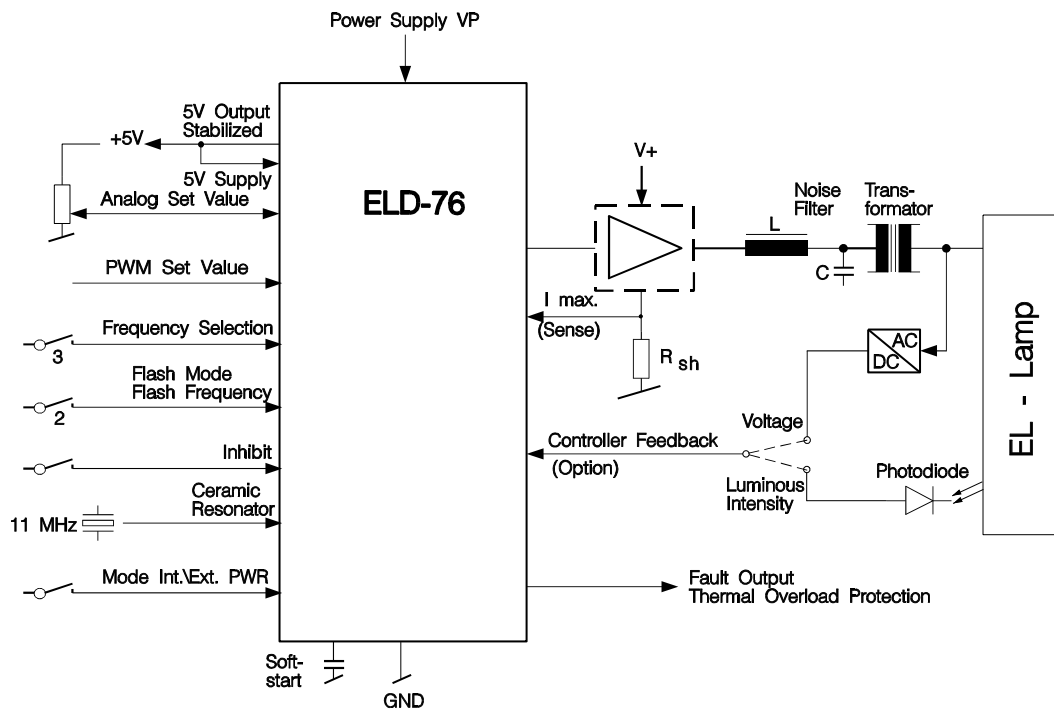 Power Supply VP
5V Output
Stabilized
+5V
5V Supply
Analog Set Value
ELD-76
V+
Noise
Filter
Trans-
formator
L
C
PWM Set Value
I max.
(Sense)
R sh
Frequency Selection
3
AC
DC
Flash Mode
Flash Frequency
2
EL - Lamp
Voltage
Controller Feedback
(Option)
Inhibit
Luminous
Intensity
Photodiode
Ceramic
Resonator
11 MHz
Mode Int.\Ext. PWR
Fault Output
Thermal Overload Protection
Soft-
start
GND